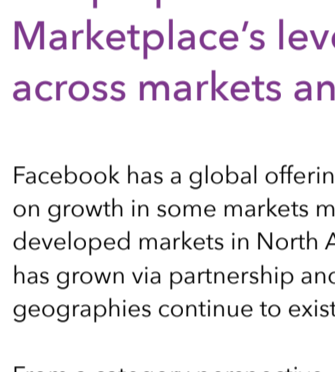 Marketplace's lev
across markets an
Facebook has a global offerin
on growth in some markets m
developed markets in North A
has grown via partnership and
geographies continue to exist